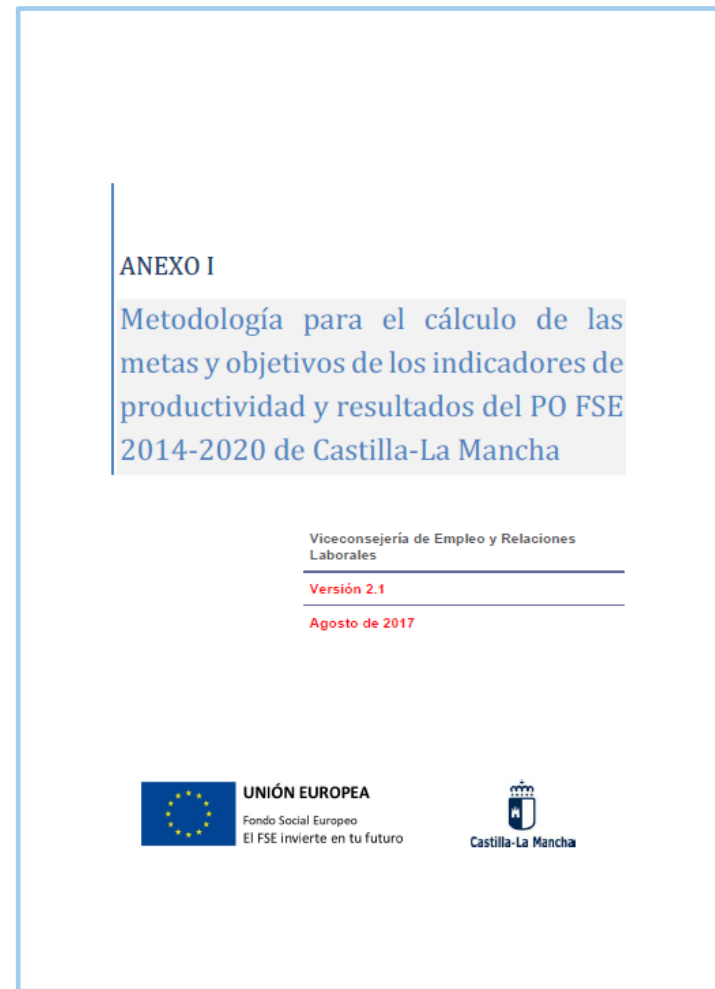 ANEXO I
Metodología para el cálculo de las
metas y objetivos de los indicadores de
productividad y resultados del PO FSE
2014-2020 de Castilla-La Mancha
Viceconsejería de Empleo y Relaciones
Laborales
Versión 2.1
Agosto de 2017
UNIÓN EUROPEA
Fondo Social Europeo
El FSE invierte en tu futuro
Castilla-La Mancha